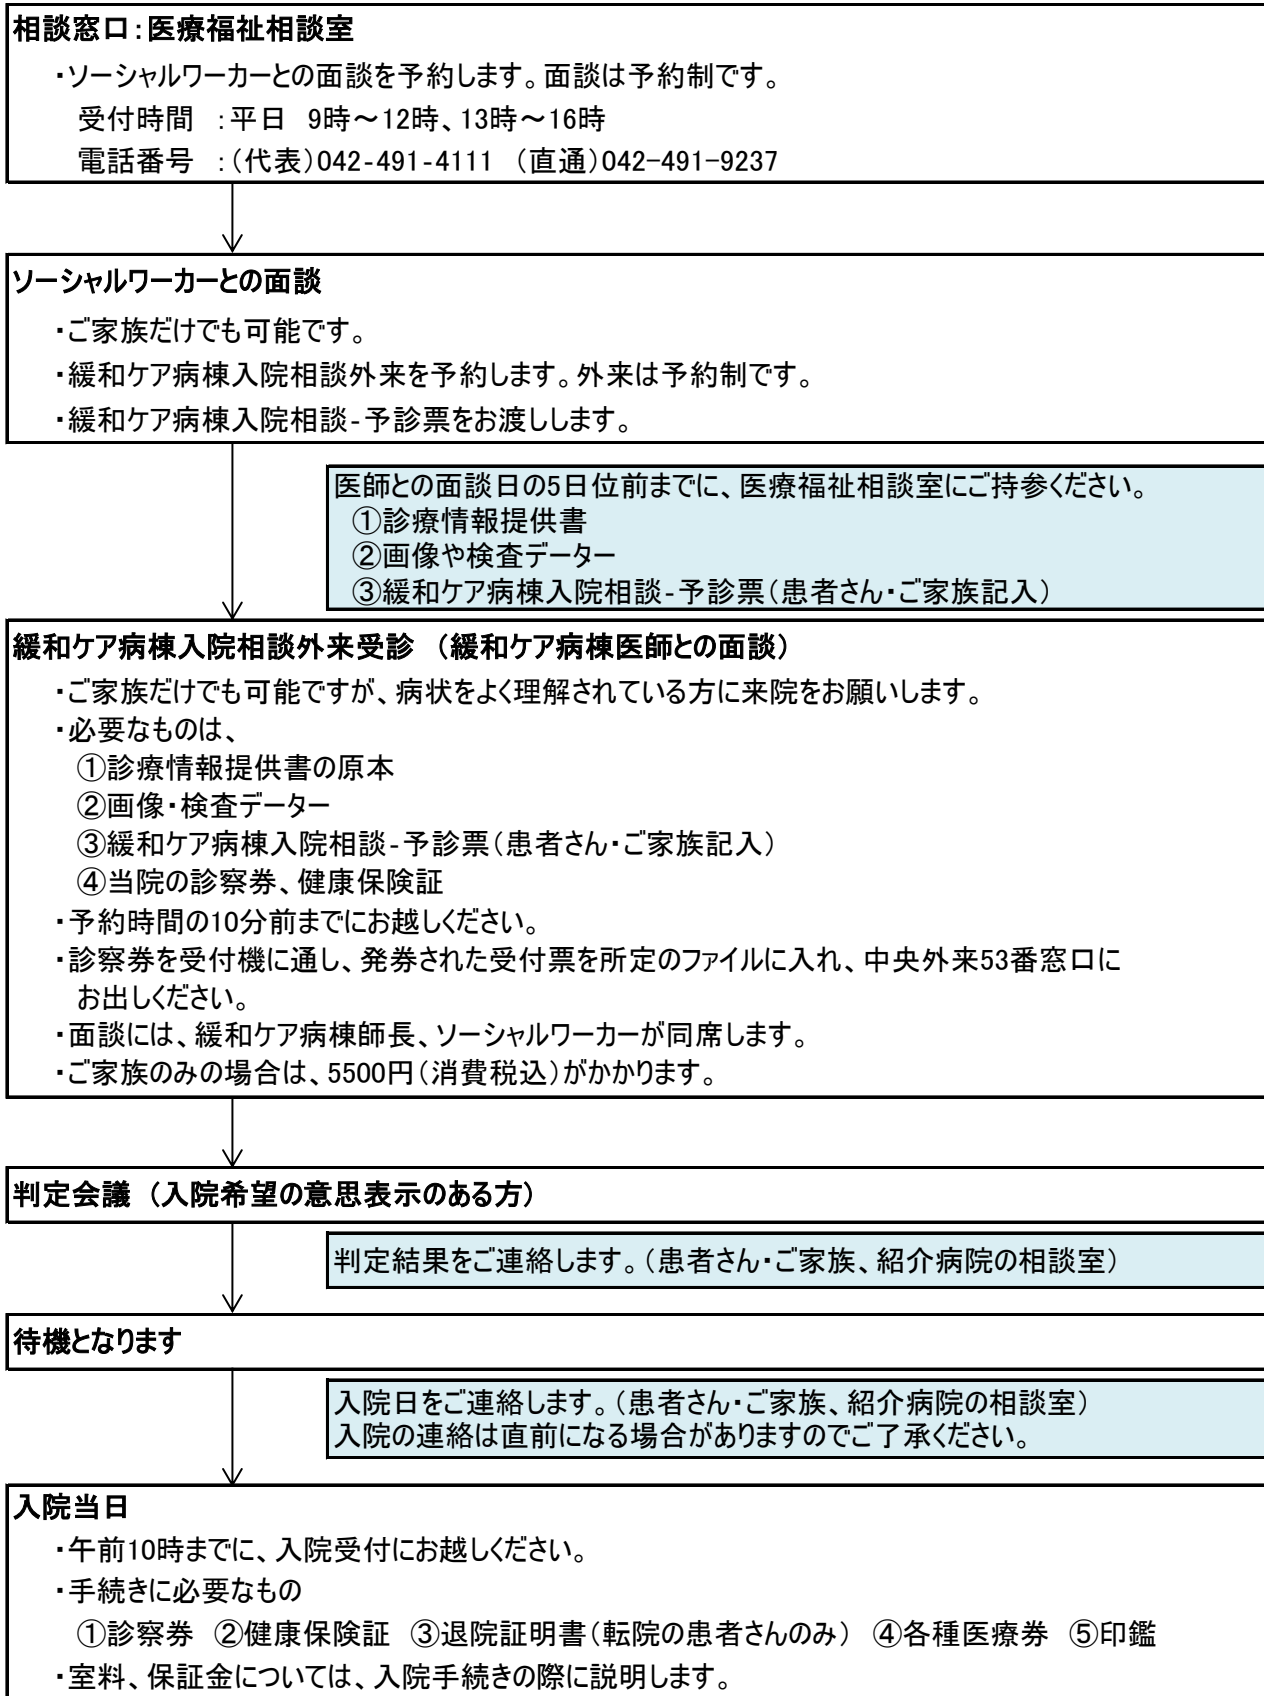 相談窓口：医療福祉相談室
・ソーシャルワーカーとの面談を予約します。面談は予約制です。
受付時間　：平日　9時～12時、13時～16時
電話番号　：（代表）042-491-4111　（直通）042-491-9237
ソーシャルワーカーとの面談
・ご家族だけでも可能です。
・緩和ケア病棟入院相談外来を予約します。外来は予約制です。
・緩和ケア病棟入院相談-予診票をお渡しします。
医師との面談日の5日位前までに、医療福祉相談室にご持参ください。
①診療情報提供書
②画像や検査データー
③緩和ケア病棟入院相談-予診票（患者さん・ご家族記入）
緩和ケア病棟入院相談外来受診　（緩和ケア病棟医師との面談）
・ご家族だけでも可能ですが、病状をよく理解されている方に来院をお願いします。
・必要なものは、
①診療情報提供書の原本
②画像・検査データー
③緩和ケア病棟入院相談-予診票（患者さん・ご家族記入）
④当院の診察券、健康保険証
・予約時間の10分前までにお越しください。
・診察券を受付機に通し、発券された受付票を所定のファイルに入れ、中央外来53番窓口に
お出しください。
・面談には、緩和ケア病棟師長、ソーシャルワーカーが同席します。
・ご家族のみの場合は、5500円（消費税込）がかかります。
判定会議　（入院希望の意思表示のある方）
判定結果をご連絡します。（患者さん・ご家族、紹介病院の相談室）
待機となります
入院日をご連絡します。（患者さん・ご家族、紹介病院の相談室）
入院の連絡は直前になる場合がありますのでご了承ください。
入院当日
・午前10時までに、入院受付にお越しください。
・手続きに必要なもの
①診察券　②健康保険証　③退院証明書（転院の患者さんのみ）　④各種医療券　⑤印鑑
・室料、保証金については、入院手続きの際に説明します。